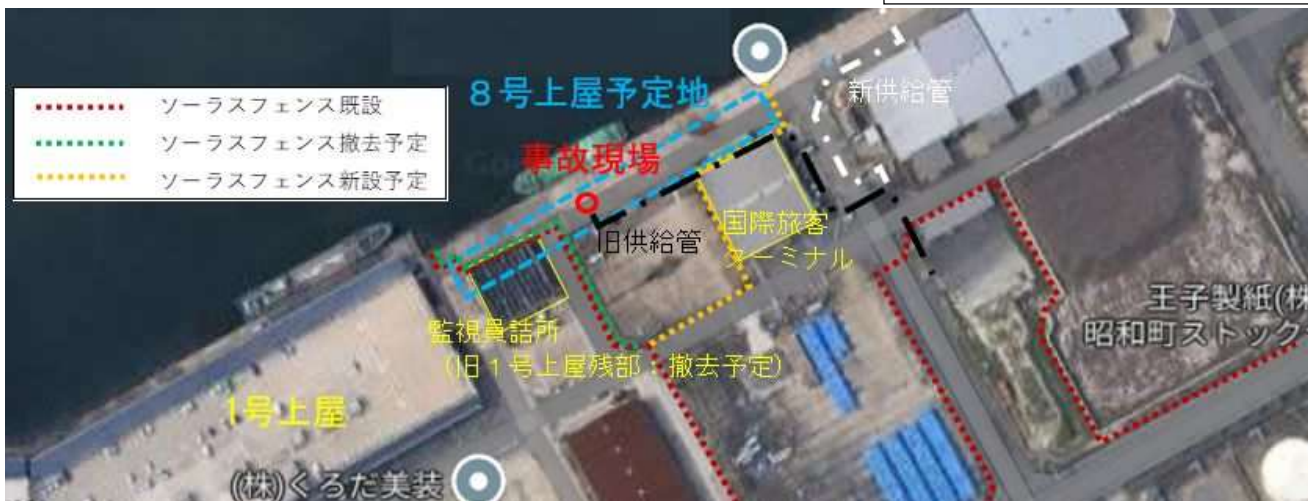 ソーラスフェンス既設
ソーラスフェンス撤去予定
ソーラスフェンス新設予定
8号上屋予定地
事故現場
新供給管
旧供給管
国際旅客
ターミナル
王子製紙(株
昭和町ストック
監視員詰所
(旧1号上屋残部:撤去予定)
1号上屋
(株)くろだ美装